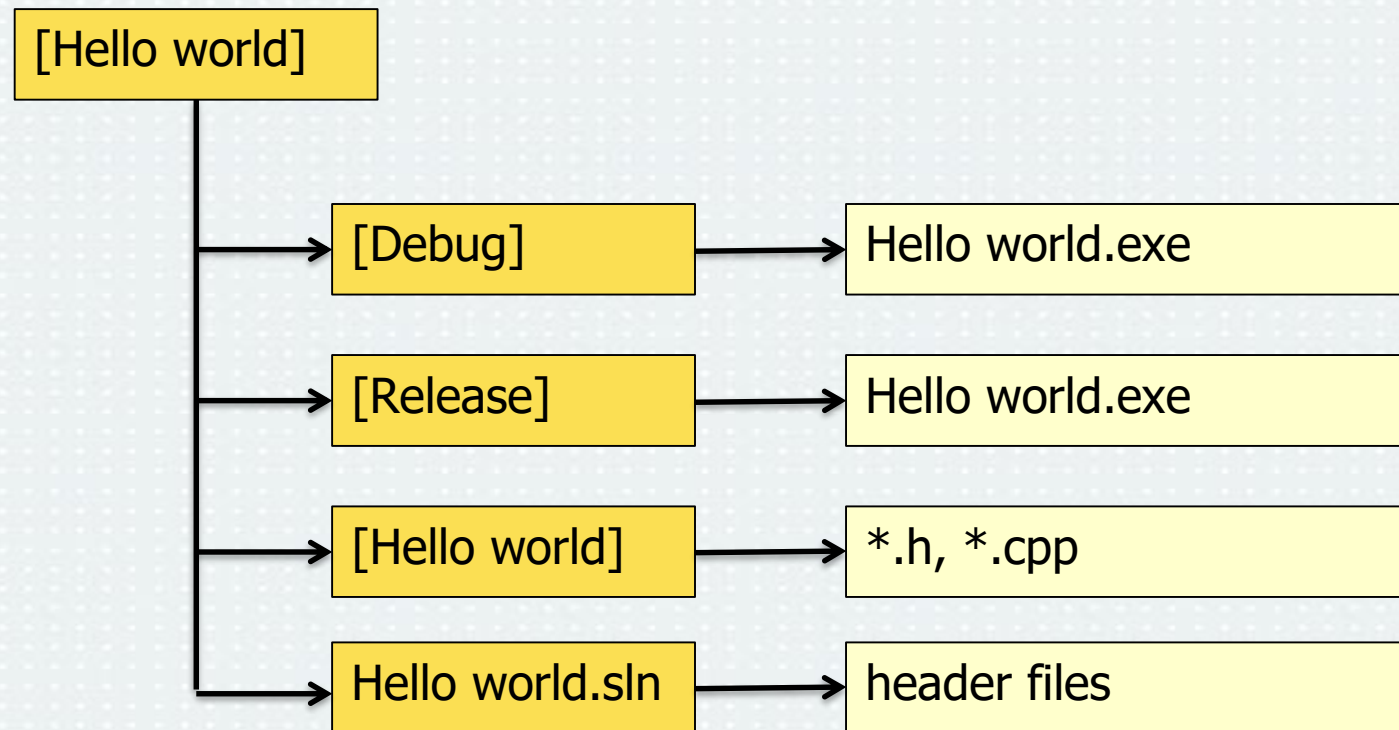 [Hello world]
[Debug]
Hello world.exe
[Release]
Hello world.exe
[Hello world]
*.h, *.cpp
Hello world.sln
header files